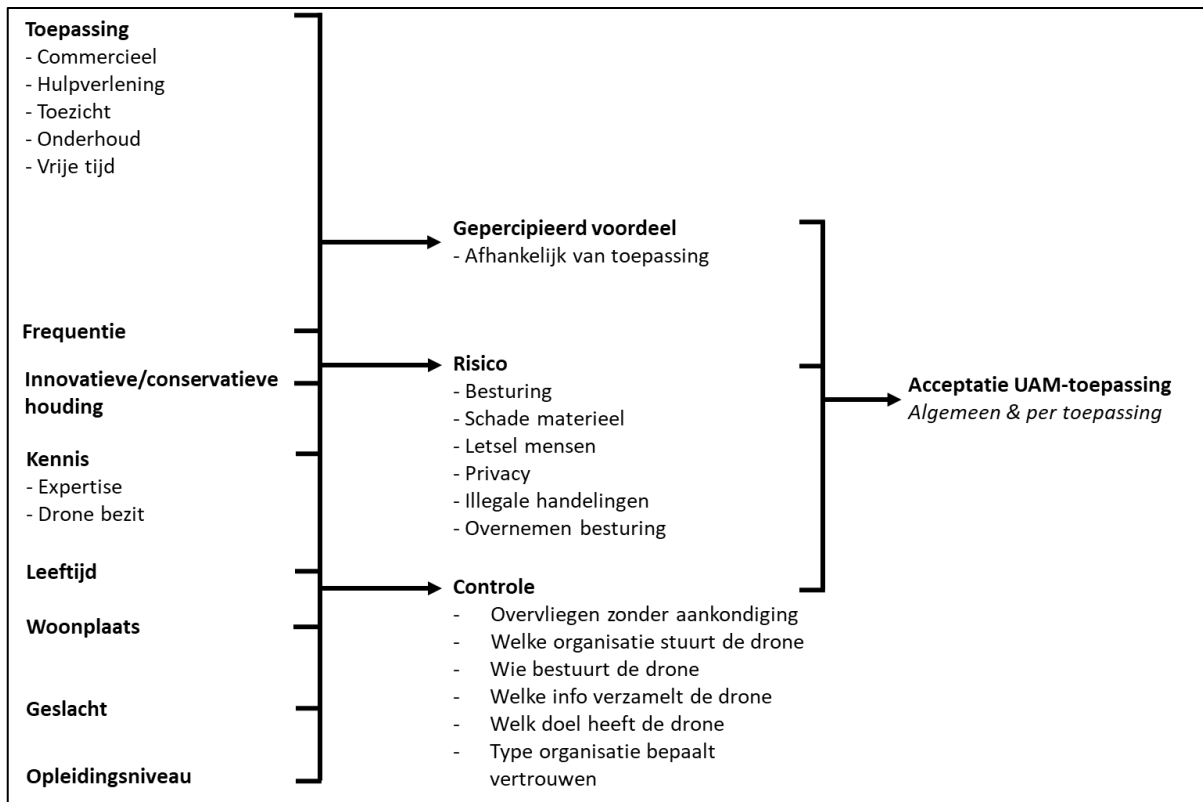 Toepassing
- Commercieel
- Hulpverlening
- Toezicht
- Onderhoud
- Vrije tijd
Frequentie
Innovatieve/conservatieve
houding
Kennis
- Expertise
- Drone bezit
Leeftijd
Woonplaats
Geslacht
Opleidingsniveau
Gepercipieerd voordeel
- Afhankelijk van toepassing
Risico
- Besturing
- Schade materieel
- Letsel mensen
- Privacy
- Illegale handelingen
- Overnemen besturing
Controle
- Overvliegen zonder aankondiging
- Welke organisatie stuurt de drone
- Wie bestuurt de drone
- Welke info verzamelt de drone
- Welk doel heeft de drone
- Type organisatie bepaalt
vertrouwen
Acceptatie UAM-toepassing
Algemeen & per toepassing